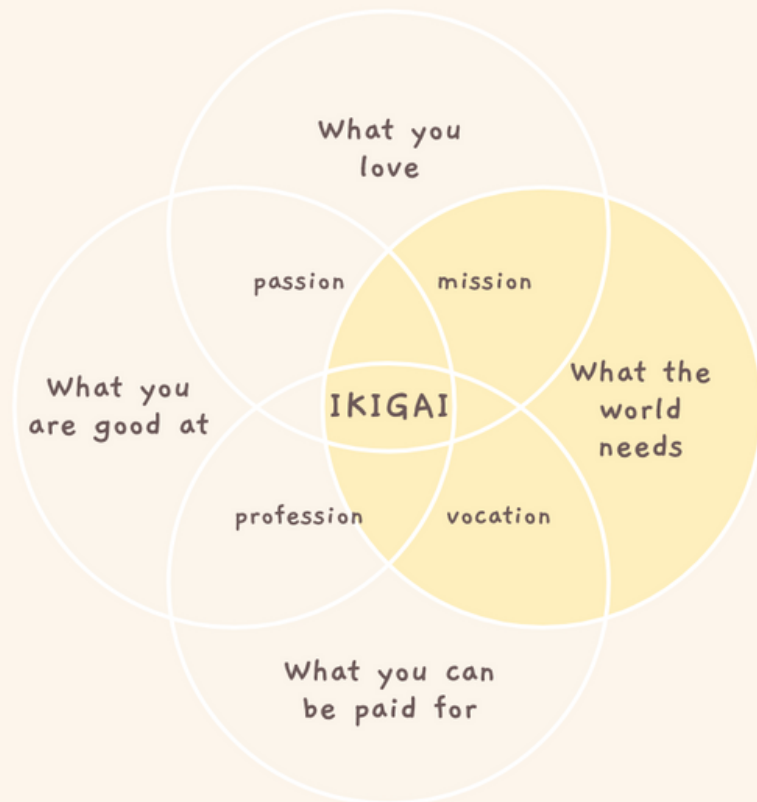 What you
love
passion
mission
What you
are good at
IKIGAI
What the
world
needs
profession
vocation
What you can
be paid for